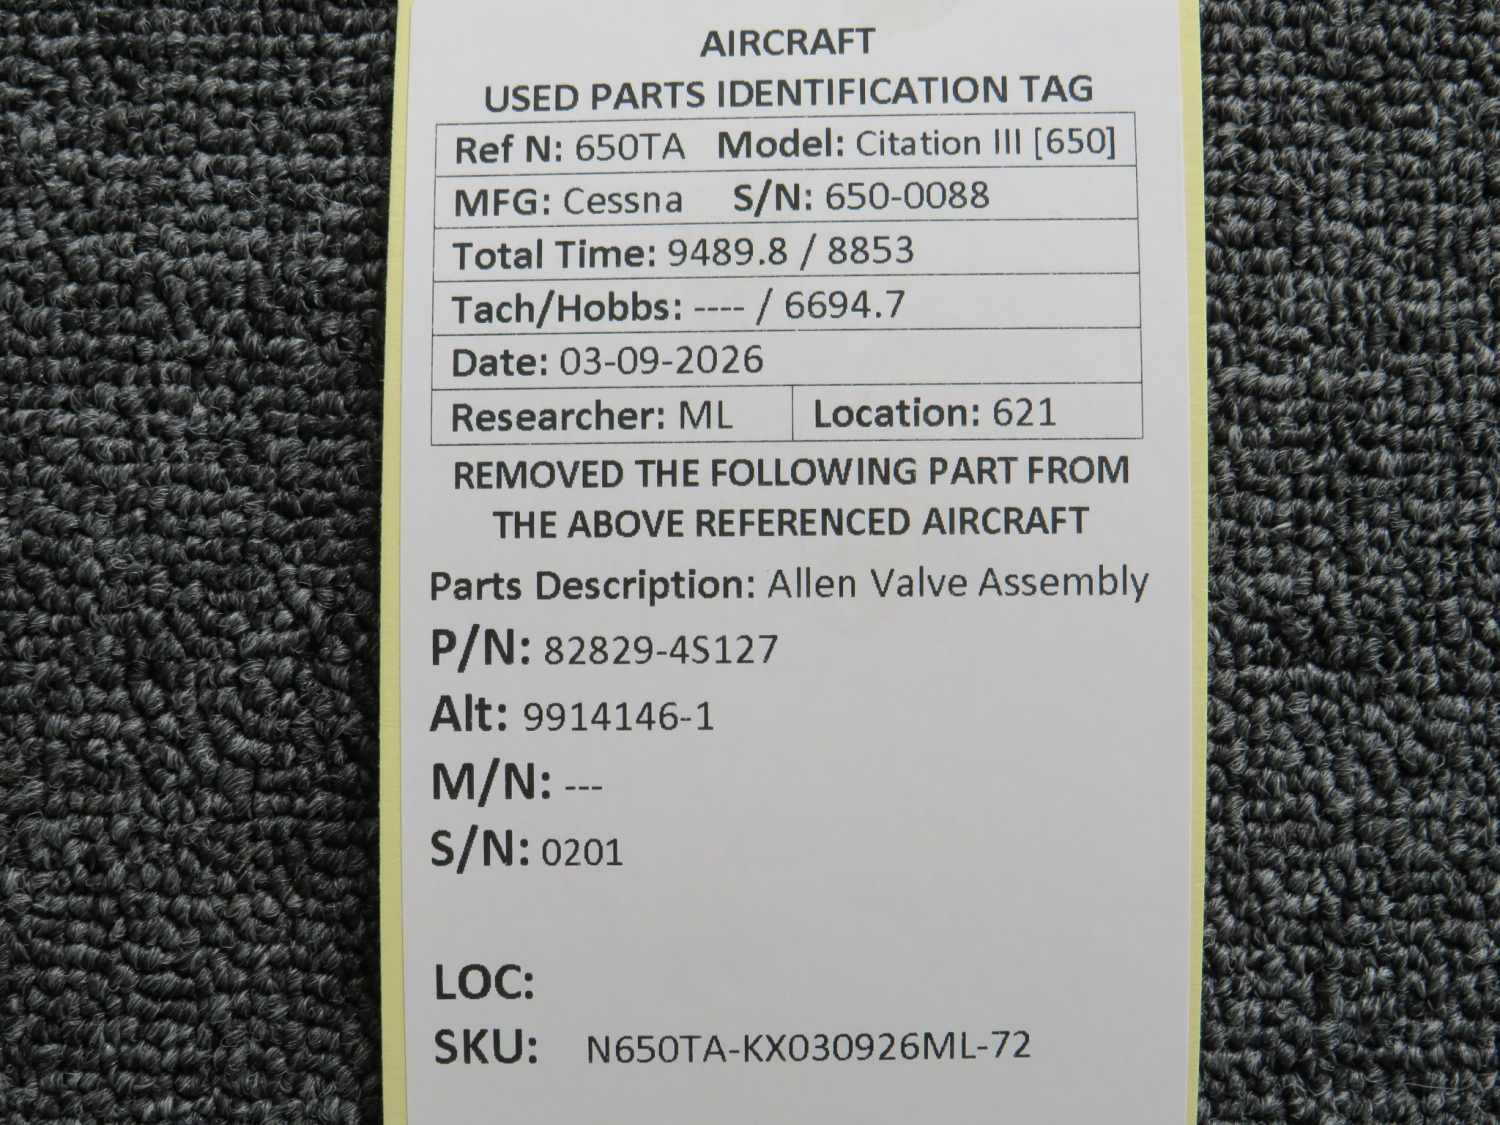 AIRCRAFT
USED PARTS IDENTIFICATION TAG
Ref N: 650TA Model: Citation III [650]
MFG: Cessna S/N: 650-0088
Total Time: 9489.8 / 8853
Tach/Hobbs: ---- / 6694.7
Date: 03-09-2026
Researcher: ML Location: 621
REMOVED THE FOLLOWING PART FROM
THE ABOVE REFERENCED AIRCRAFT
Parts Description: Allen Valve Assembly
P/N: 82829-4S127
Alt: 9914146-1
M/N: ---
S/N: 0201
LOC:
SKU: N650TA-KX030926ML-72